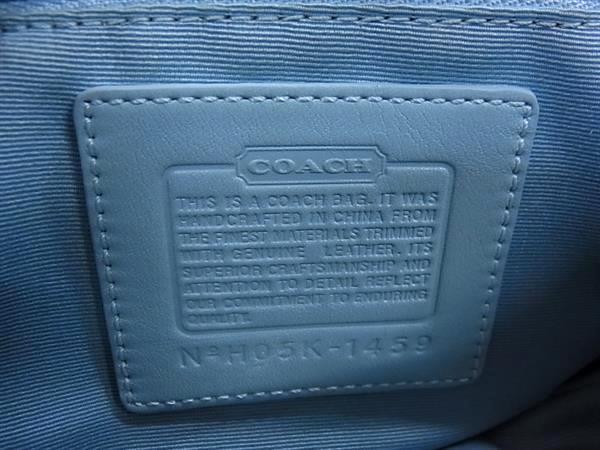 COACH
THIS IS A COACH BAG. IT WAS
HANDCRAFTED IN CHINA FROM
THE FINEST MATERIALS TRIMMED
WITH GENUINE LEATHER. ITS
SUPERIOR CRAFTSMANSHIP AND
ATTENTION TO DETAIL REFLECT
OUR COMMITMENT TO ENDURING
QUALITY.
Nº H05K-1459